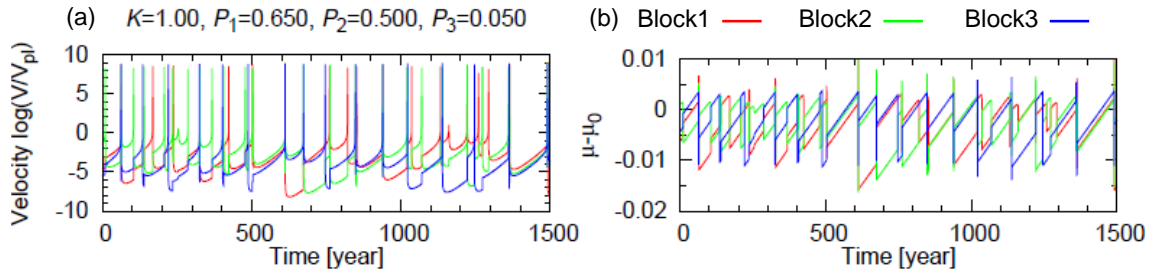 (a) K=1.00, P1=0.650, P2=0.500, P3=0.050
(b) Block1 Block2 Block3
Velocity log(V/Vpl)
10
5
0
-5
-10
0 500 1000 1500
Time [year]
μ-μ0
0.01
0
-0.01
-0.02
0 500 1000 1500
Time [year]